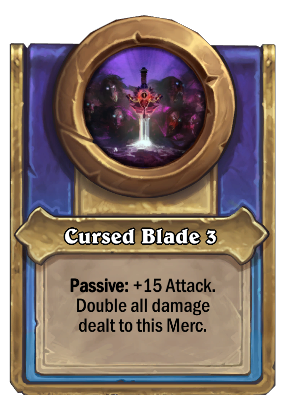 Cursed Blade 3
Passive: +15 Attack.
Double all damage
dealt to this Merc.